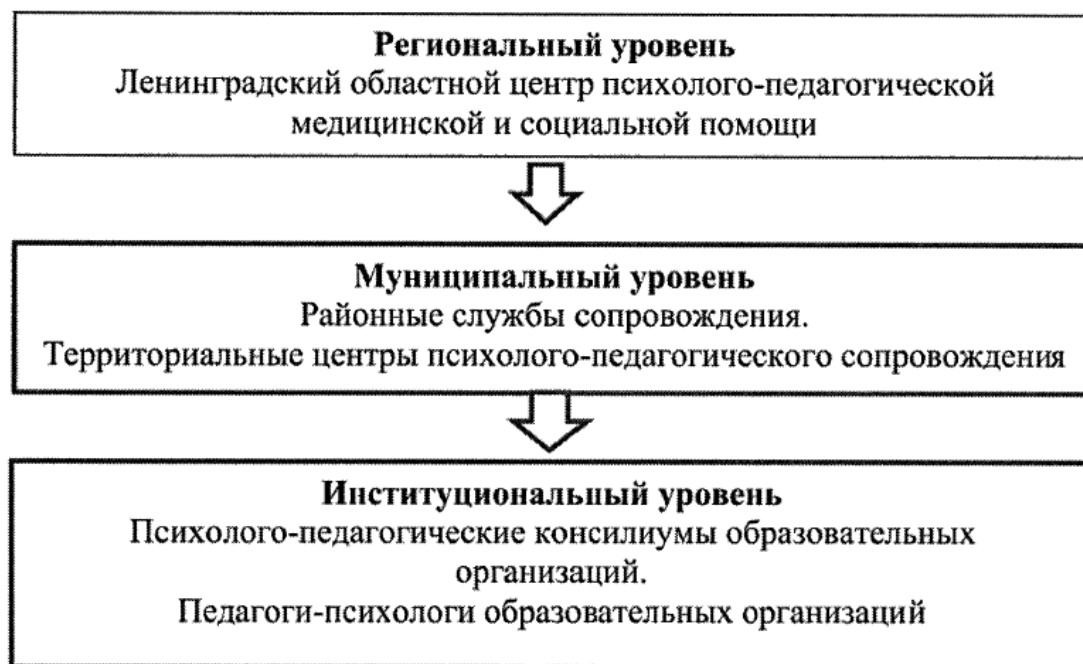 Региональный уровень
Ленинградский областной центр психолого-педагогической
медицинской и социальной помощи
Муниципальный уровень
Районные службы сопровождения.
Территориальные центры психолого-педагогического сопровождения
Институциональный уровень
Психолого-педагогические консилиумы образовательных
организаций.
Педагоги-психологи образовательных организаций